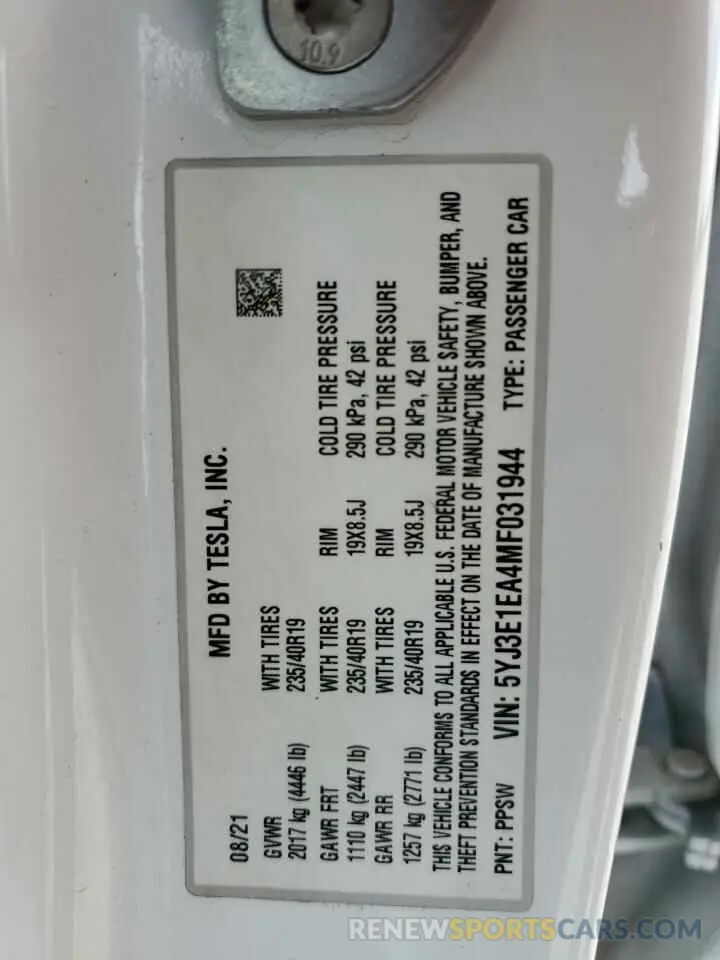 10.9
MFD BY TESLA, INC.
08/21
GVWR WITH TIRES
2017 kg (4446 lb) 235/40R19
GAWR FRT WITH TIRES RIM COLD TIRE PRESSURE
1110 kg (2447 lb) 235/40R19 19X8.5J 290 kPa, 42 psi
GAWR RR WITH TIRES RIM COLD TIRE PRESSURE
1257 kg (2771 lb) 235/40R19 19X8.5J 290 kPa, 42 psi
THIS VEHICLE CONFORMS TO ALL APPLICABLE U.S. FEDERAL MOTOR VEHICLE SAFETY, BUMPER, AND
THEFT PREVENTION STANDARDS IN EFFECT ON THE DATE OF MANUFACTURE SHOWN ABOVE.
PNT: PPSW VIN: 5YJ3E1EA4MF031944 TYPE: PASSENGER CAR
RENEWSPORTSCARS.COM